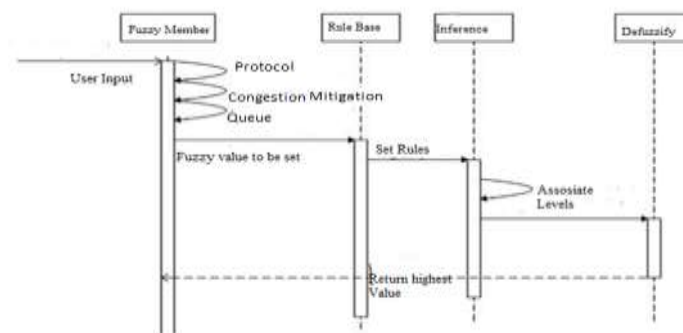 Fuzzy Member
Rule Base
Inference
Defuzzify
User Input
Protocol
Congestion Mitigation
Queue
Fuzzy value to be set
Set Rules
Assosiate
Levels
Return highest
Value